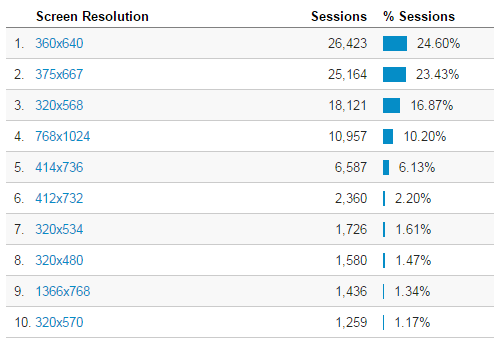 Screen Resolution Sessions % Sessions
1. 360x640 26,423 24.60%
2. 375x667 25,164 23.43%
3. 320x568 18,121 16.87%
4. 768x1024 10,957 10.20%
5. 414x736 6,587 6.13%
6. 412x732 2,360 2.20%
7. 320x534 1,726 1.61%
8. 320x480 1,580 1.47%
9. 1366x768 1,436 1.34%
10. 320x570 1,259 1.17%